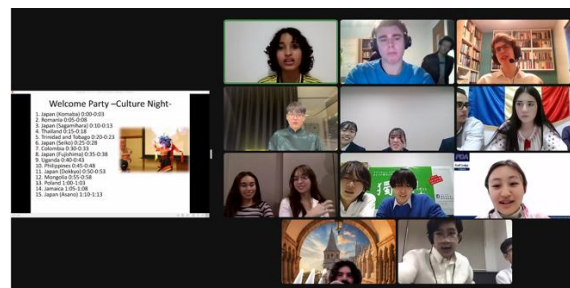 Welcome Party –Culture Night-
1. Japan (Komaba) 0:00-0:03
2. Romania 0:05-0:08
3. Japan (Sagamihara) 0:10-0:13
4. Thailand 0:15-0:18
5. Trinidad and Tobago 0:20-0:23
6. Japan (Seiko) 0:25-0:28
7. Colombia 0:30-0:33
8. Japan (Fujishima) 0:35-0:38
9. Uganda 0:40-0:43
10. Philippines 0:45-0:48
11. Japan (Dokkyo) 0:50-0:53
12. Mongolia 0:55-0:58
13. Poland 1:00-1:03
14. Jamaica 1:05-1:08
15. Japan (Asano) 1:10-1:13
獨
PDA